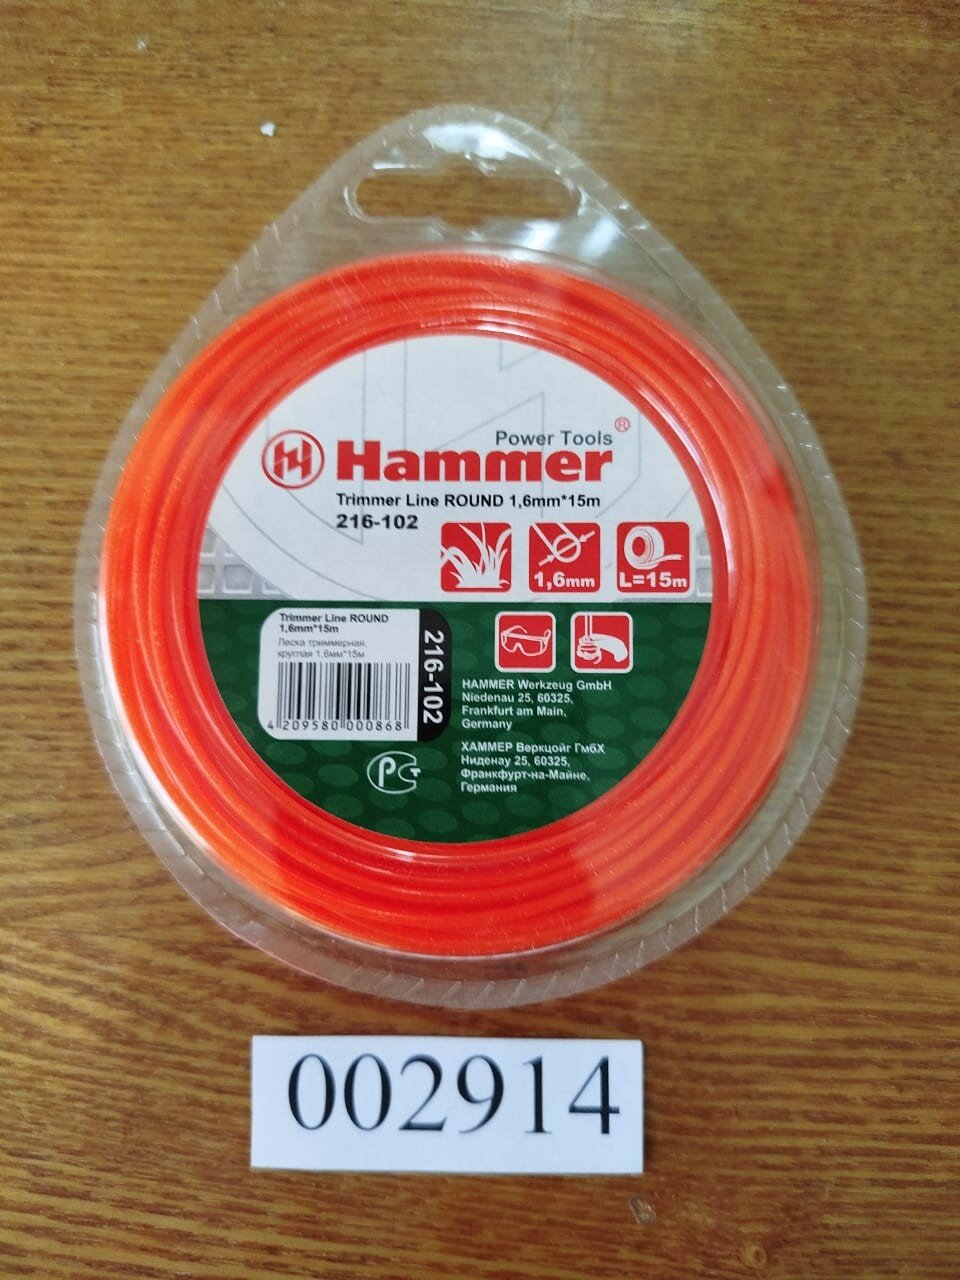 Power Tools ®
Hammer
Trimmer Line ROUND 1,6mm*15m
216-102
1,6mm
L=15m
Trimmer Line ROUND
1,6mm*15m
Леска триммерная,
круглая 1,6мм*15м
4 209580 000868
216-102
HAMMER Werkzeug GmbH
Niedenau 25, 60325,
Frankfurt am Main,
Germany
ХАММЕР Веркцойг ГмбХ
Ниденау 25, 60325,
Франкфурт-на-Майне,
Германия
РСТ
002914